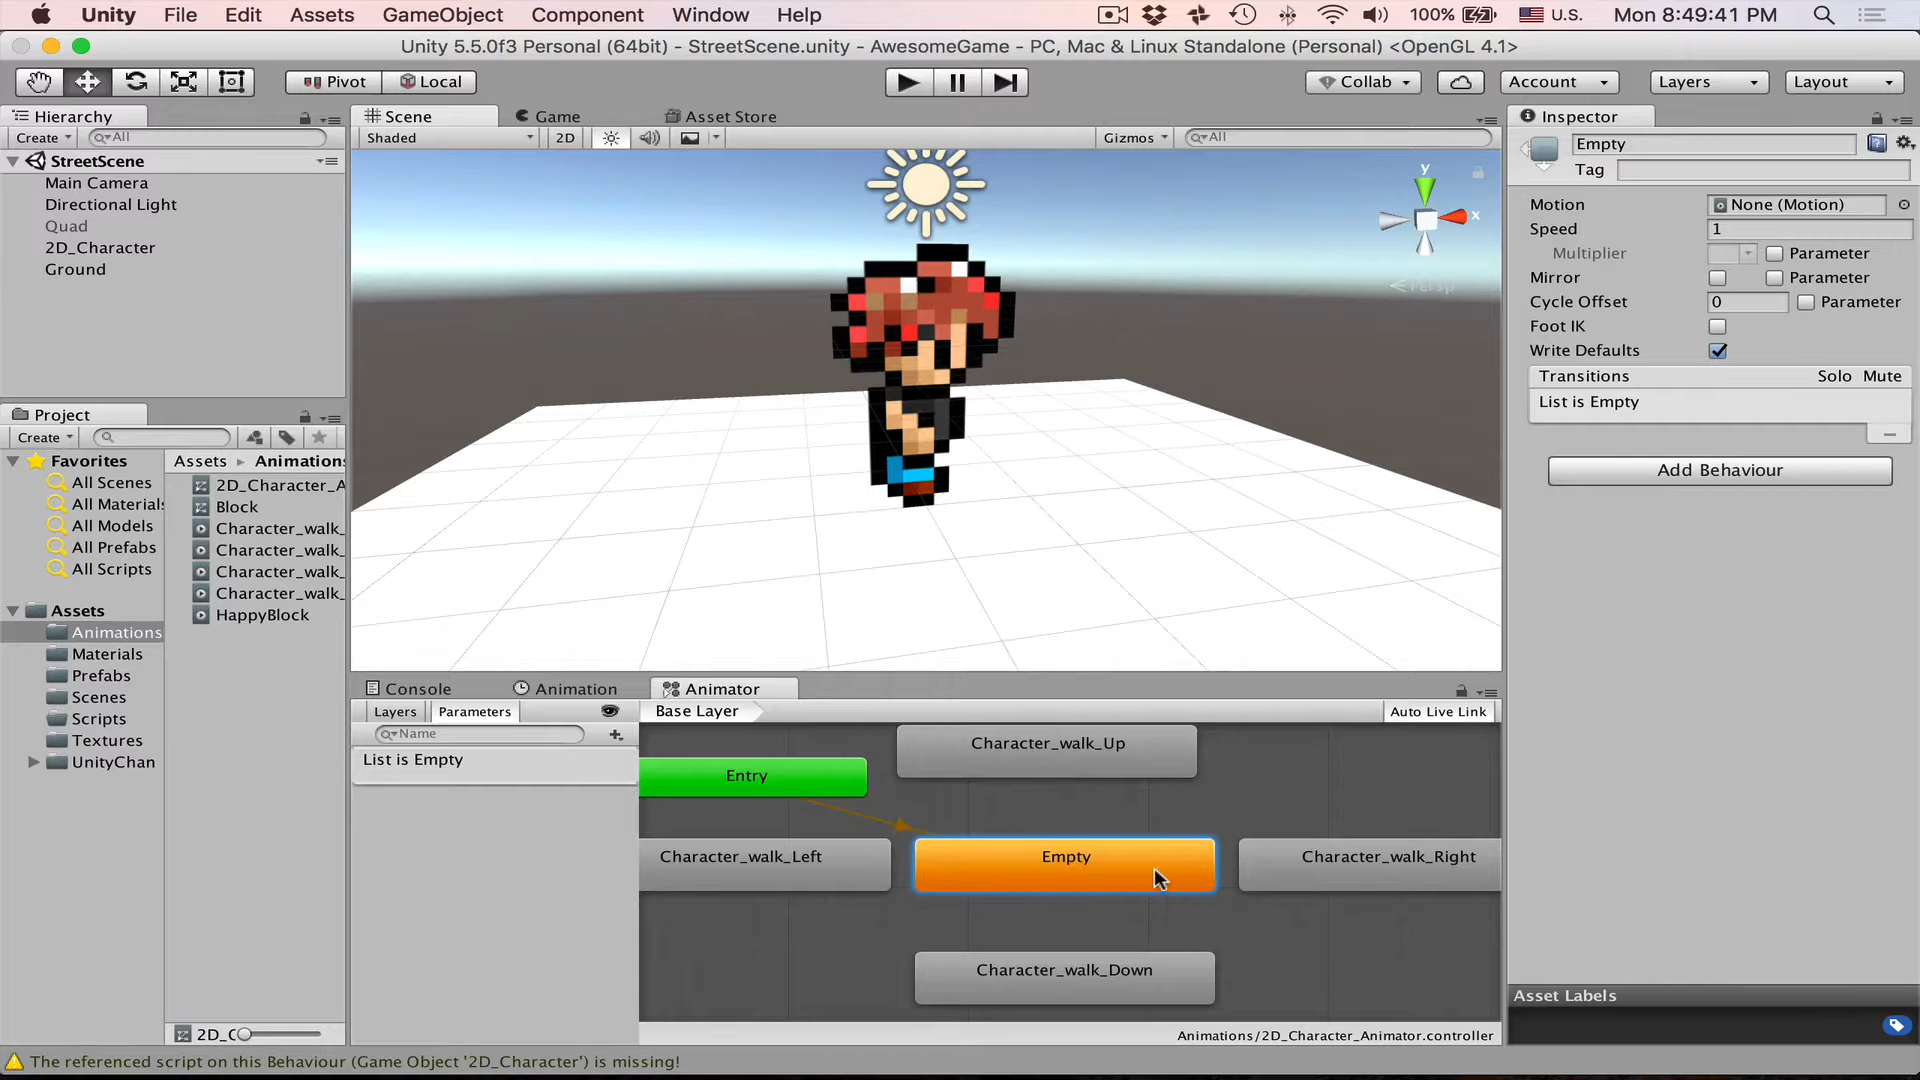 Unity File Edit Assets GameObject Component Window Help 100% U.S. Mon 8:49:41 PM
Unity 5.5.0f3 Personal (64bit) - StreetScene.unity - AwesomeGame - PC, Mac & Linux Standalone (Personal) <OpenGL 4.1>
Pivot Local Collab Account Layers Layout
Hierarchy
Create All
StreetScene
Main Camera
Directional Light
Quad
2D_Character
Ground
Project
Create
Favorites
All Scenes
All Materials
All Models
All Prefabs
All Scripts
Assets
Animations
Materials
Prefabs
Scenes
Scripts
Textures
UnityChan
Assets Animations
2D_Character_A
Block
Character_walk_
Character_walk_
Character_walk_
Character_walk_
HappyBlock
2D_C
Scene Game Asset Store
Shaded 2D Gizmos All
y
x
Persp
Console Animation Animator
Layers Parameters Base Layer Auto Live Link
Name
List is Empty
Character_walk_Up
Entry
Character_walk_Left Empty Character_walk_Right
Character_walk_Down
Animations/2D_Character_Animator.controller
Inspector
Empty
Tag
Motion None (Motion)
Speed 1
Multiplier Parameter
Mirror Parameter
Cycle Offset 0 Parameter
Foot IK
Write Defaults
Transitions Solo Mute
List is Empty
Add Behaviour
Asset Labels
The referenced script on this Behaviour (Game Object '2D_Character') is missing!